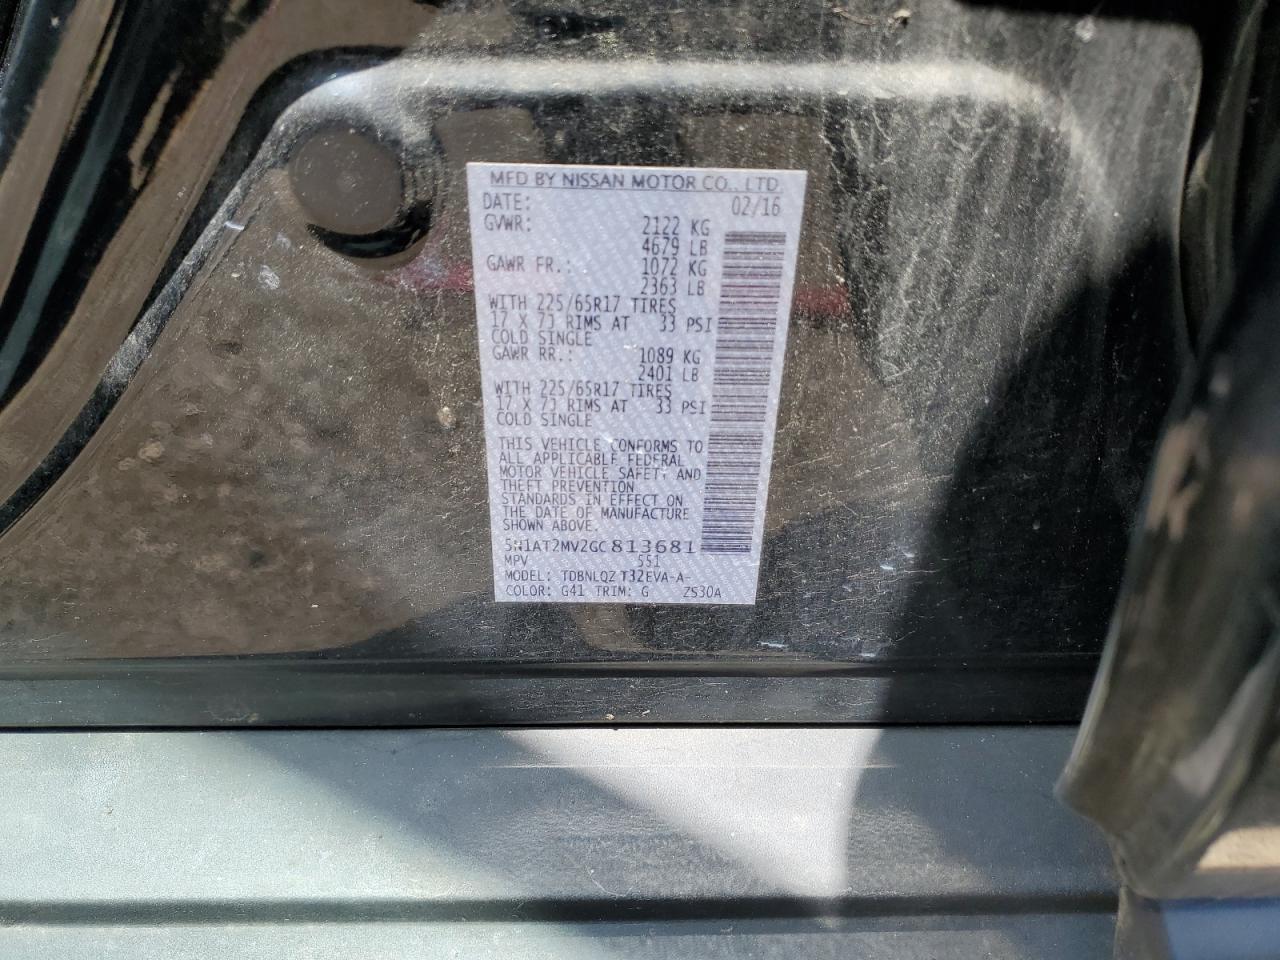 MFD BY NISSAN MOTOR CO., LTD.
DATE: 02/16
GVWR: 2122 KG
4679 LB
GAWR FR.: 1072 KG
2363 LB
WITH 225/65R17 TIRES
17 X 7J RIMS AT 33 PSI
COLD SINGLE
GAWR RR.: 1089 KG
2401 LB
WITH 225/65R17 TIRES
17 X 7J RIMS AT 33 PSI
COLD SINGLE
THIS VEHICLE CONFORMS TO
ALL APPLICABLE FEDERAL
MOTOR VEHICLE SAFETY AND
THEFT PREVENTION
STANDARDS IN EFFECT ON
THE DATE OF MANUFACTURE
SHOWN ABOVE.
5N1AT2MV2GC813681
MPV 551
MODEL: TDBNLQZ T32EVA-A-
COLOR: G41 TRIM: G ZS30A